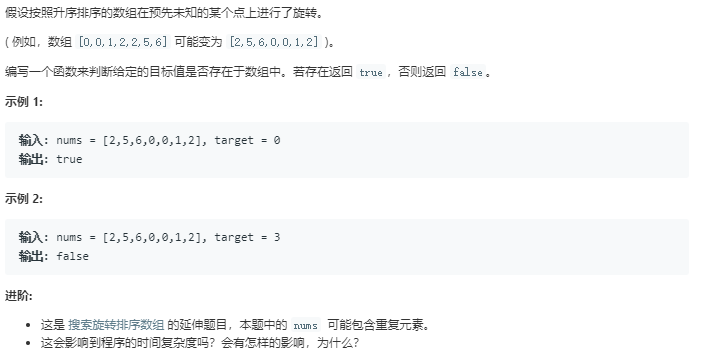 假设按照升序排序的数组在预先未知的某个点上进行了旋转。
( 例如，数组 [0,0,1,2,2,5,6] 可能变为 [2,5,6,0,0,1,2] )。
编写一个函数来判断给定的目标值是否存在于数组中。若存在返回 true，否则返回 false。
示例 1:
输入: nums = [2,5,6,0,0,1,2], target = 0
输出: true
示例 2:
输入: nums = [2,5,6,0,0,1,2], target = 3
输出: false
进阶:
• 这是 搜索旋转排序数组 的延伸题目，本题中的 nums 可能包含重复元素。
• 这会影响到程序的时间复杂度吗？会有怎样的影响，为什么？